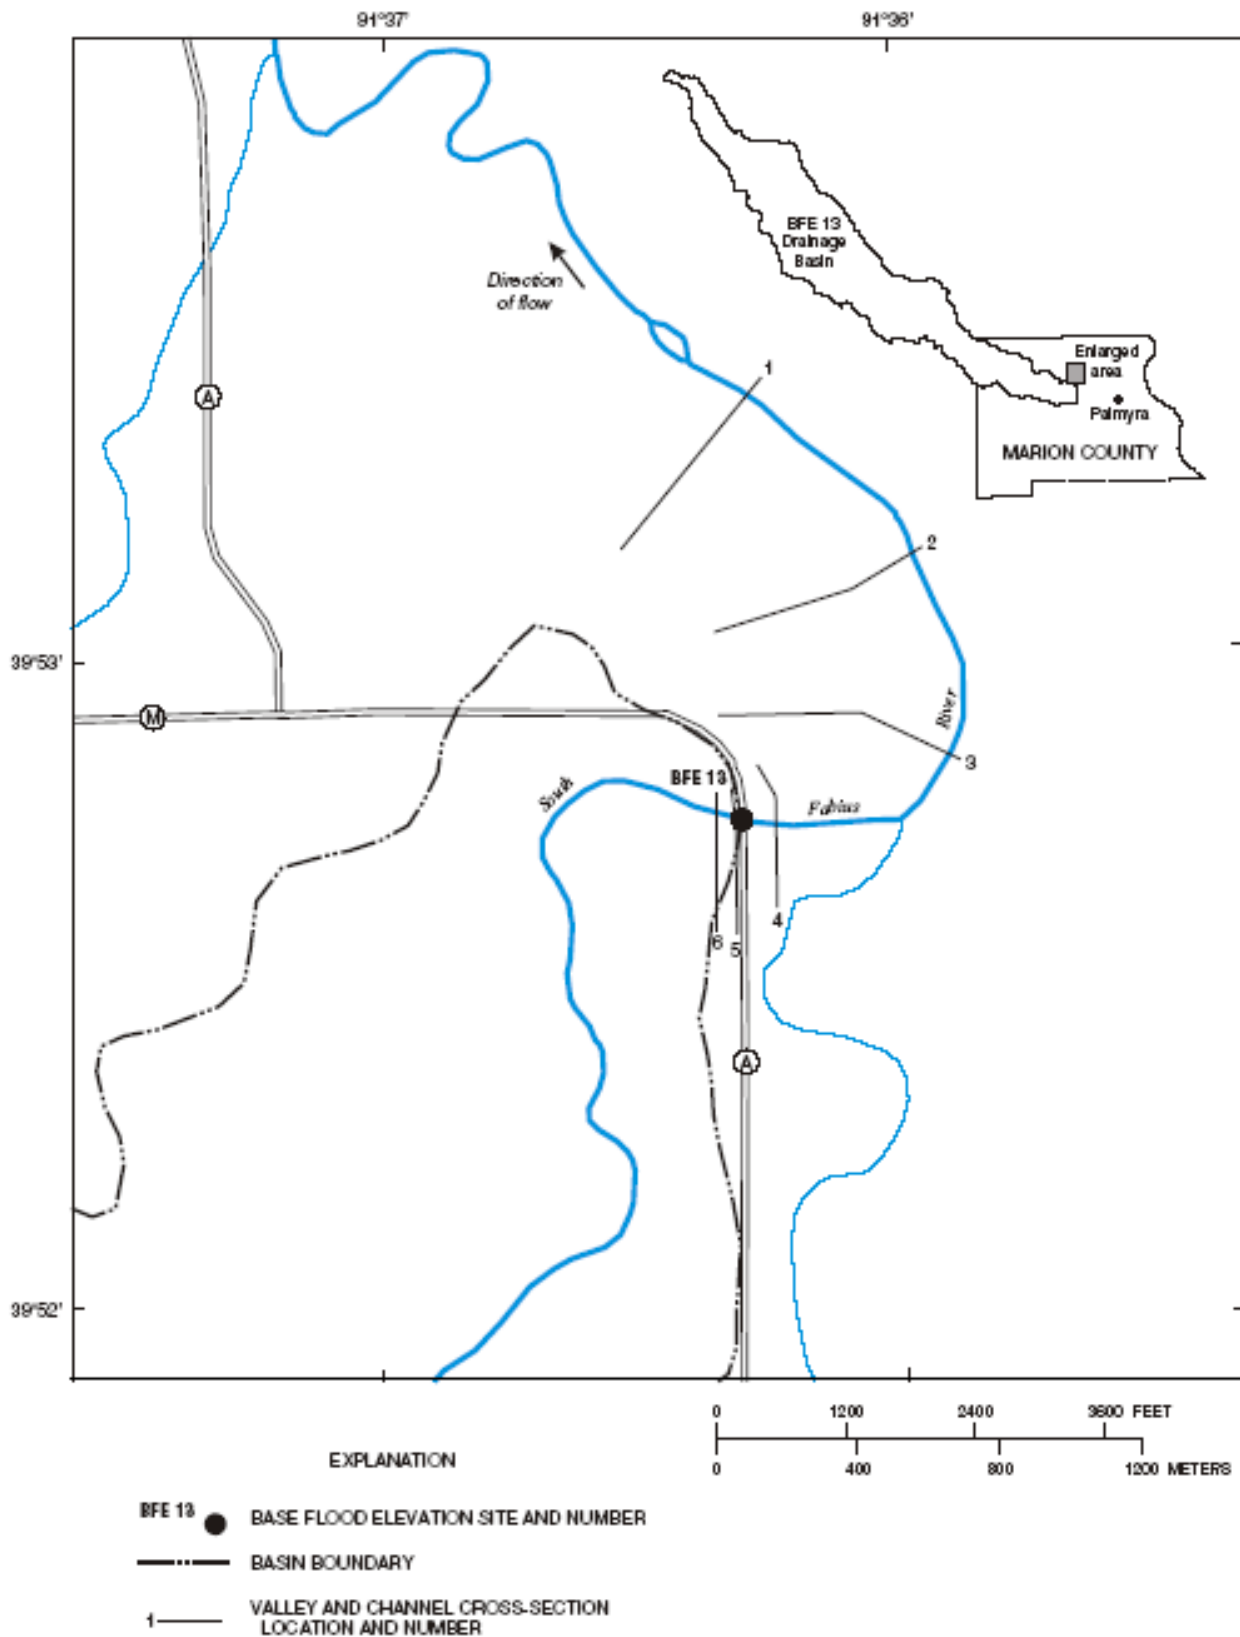 91°37'
91°36'
BFE 13
Drainage
Basin
Direction
of flow
Enlarged
area
Palmyra
MARION COUNTY
1
A
2
39°53'
M
River
3
BFE 13
South
Fabius
4
6
5
A
39°52'
0 1200 2400 3600 FEET
0 400 800 1200 METERS
EXPLANATION
BFE 13 BASE FLOOD ELEVATION SITE AND NUMBER
BASIN BOUNDARY
1 VALLEY AND CHANNEL CROSS-SECTION
LOCATION AND NUMBER